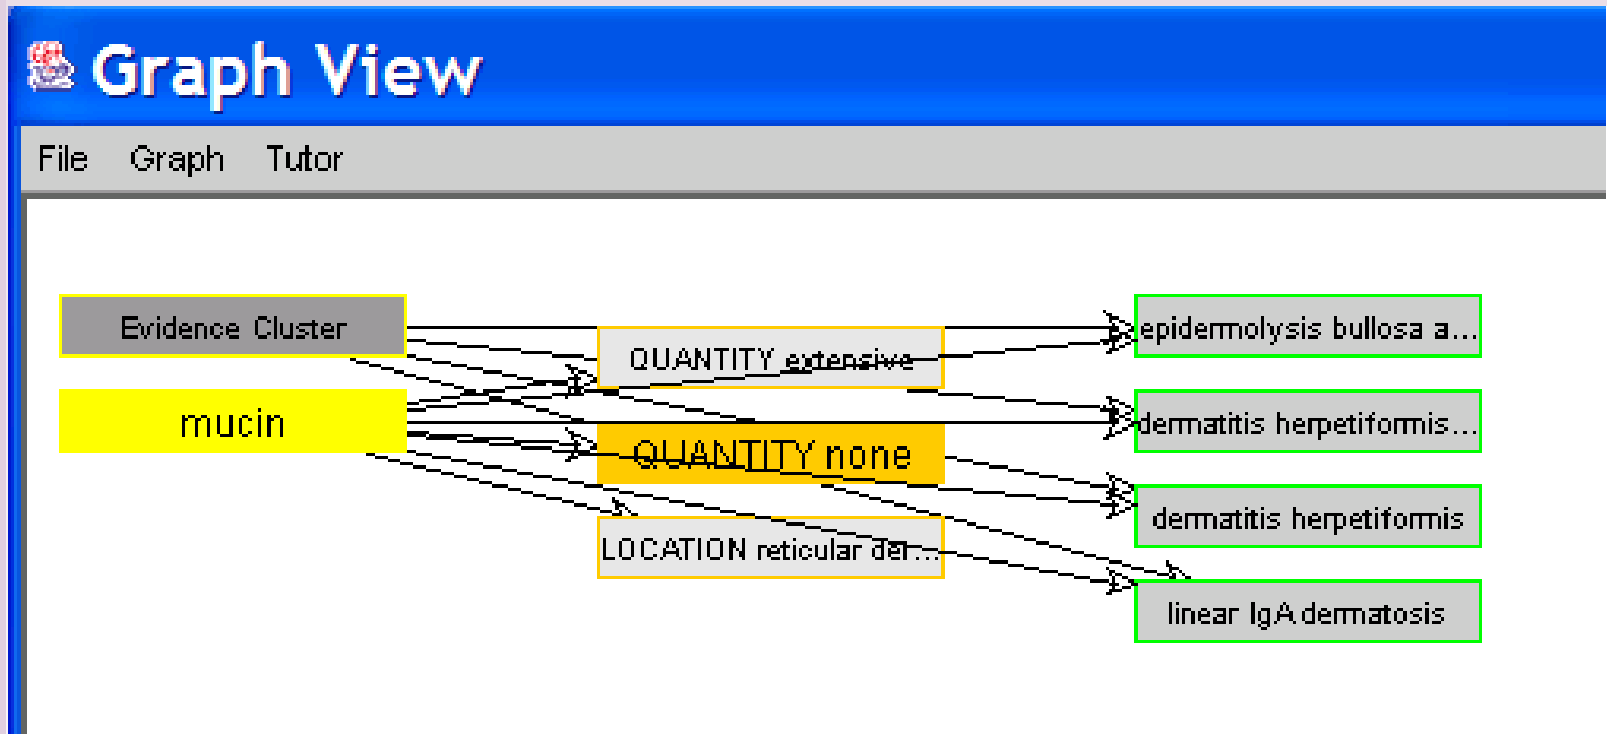 Graph View
File Graph Tutor
Evidence Cluster
mucin
QUANTITY extensive
QUANTITY none
LOCATION reticular der...
epidermolysis bullosa a...
dermatitis herpetiformis...
dermatitis herpetiformis
linear IgA dermatosis